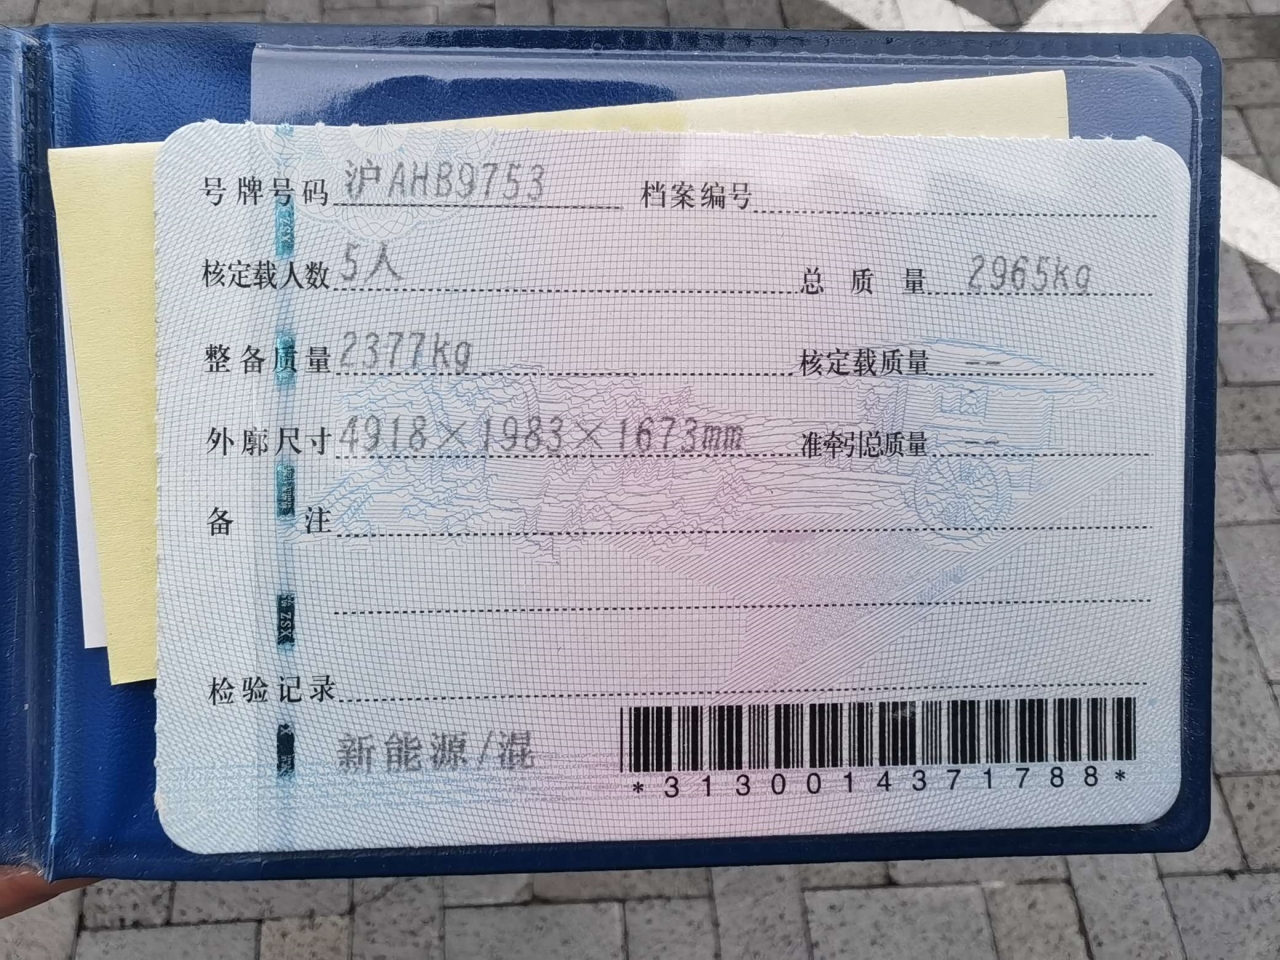 号牌号码 沪AHB9753 档案编号
核定载人数 5人 总质量 2965kg
整备质量 2377kg 核定载质量 --
外廓尺寸 4918×1983×1673mm 准牵引总质量 --
备注
检验记录
新能源/混
*3130014371788*